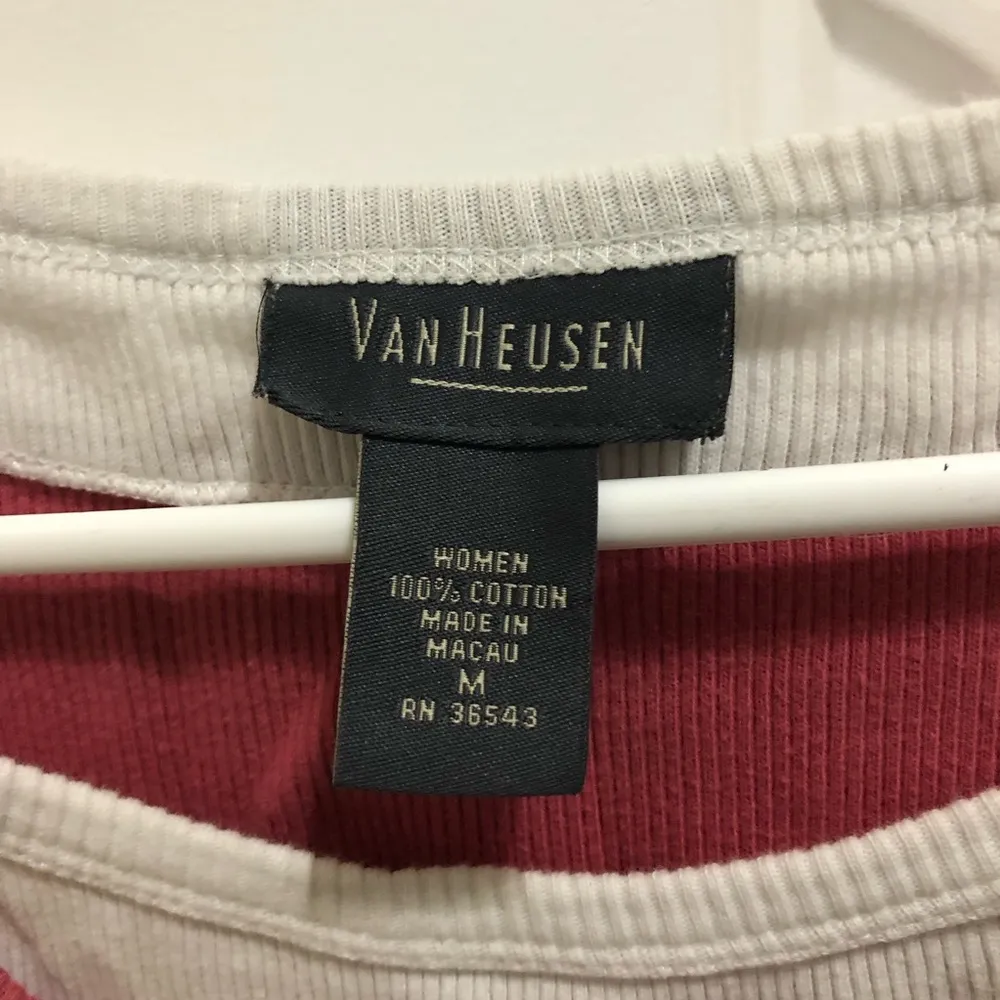 VAN HEUSEN
WOMEN
100% COTTON
MADE IN
MACAU
M
RN 36543